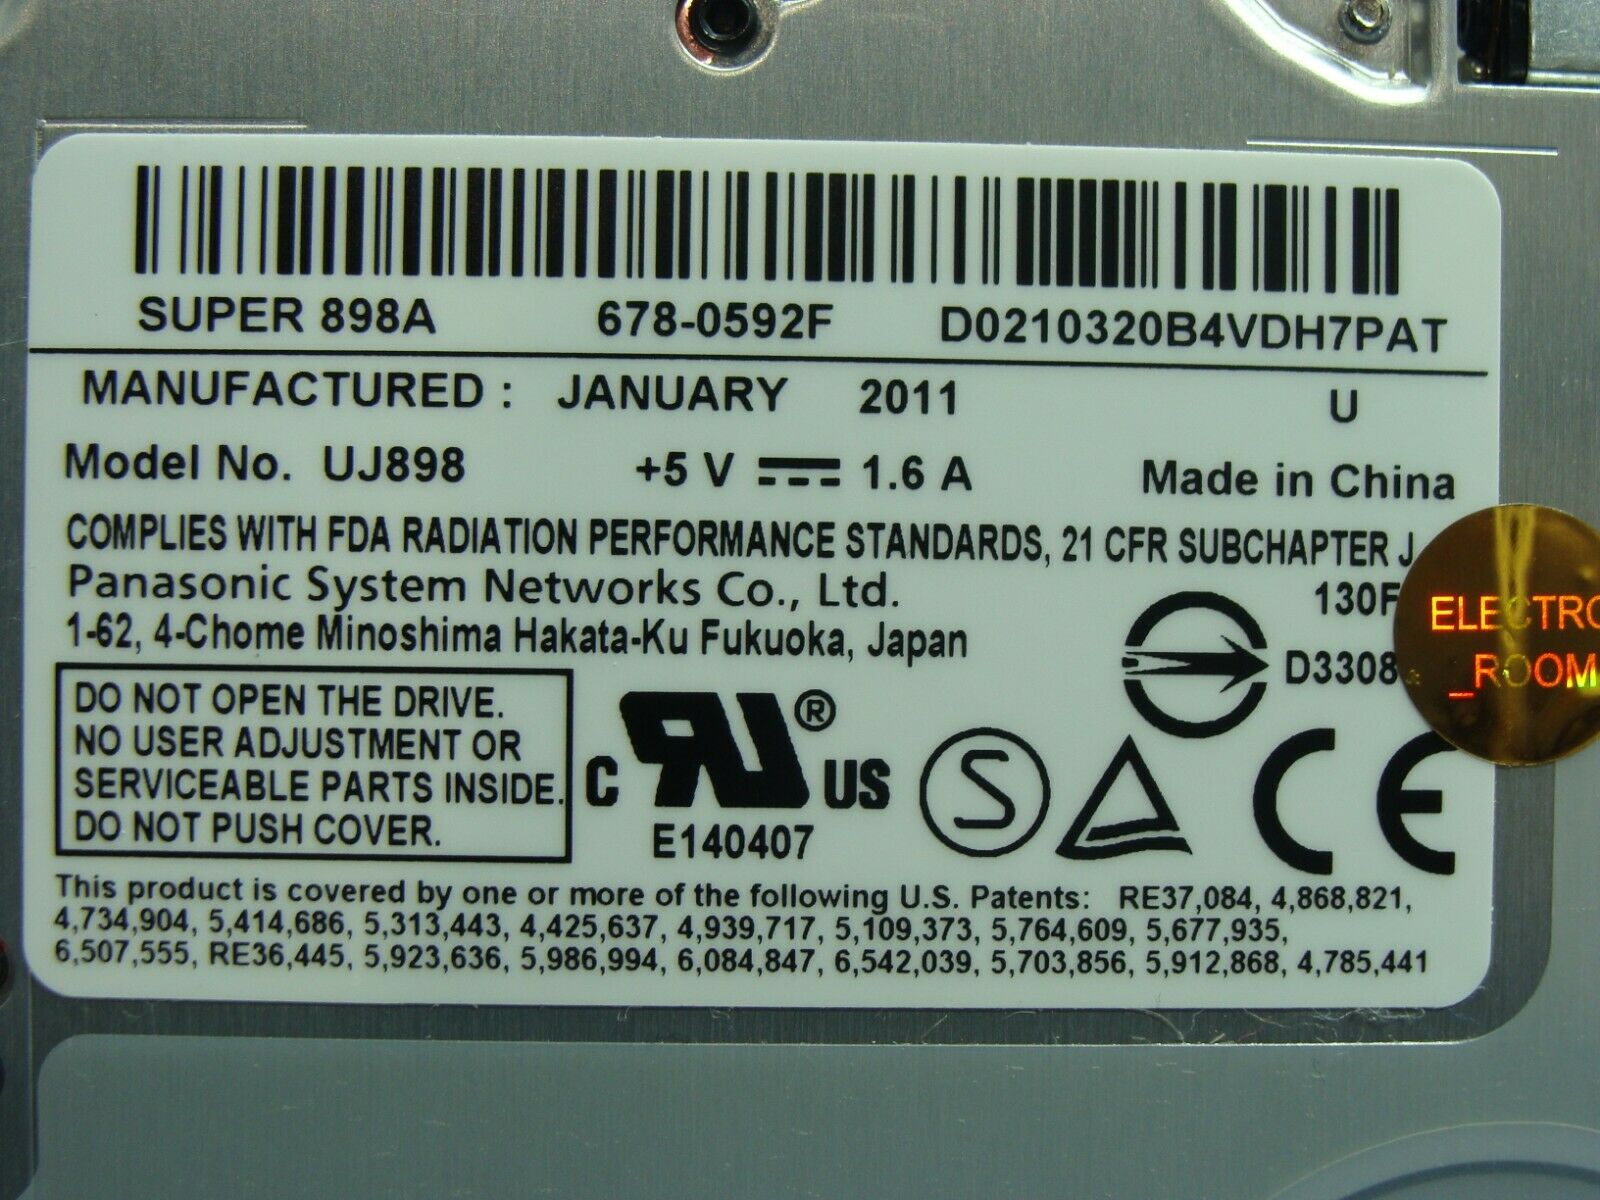 SUPER 898A 678-0592F D0210320B4VDH7PAT
MANUFACTURED : JANUARY 2011 U
Model No. UJ898 +5 V 1.6 A Made in China
COMPLIES WITH FDA RADIATION PERFORMANCE STANDARDS, 21 CFR SUBCHAPTER J
Panasonic System Networks Co., Ltd.
1-62, 4-Chome Minoshima Hakata-Ku Fukuoka, Japan
130F
D3308
ELECTRO
_ROOM
DO NOT OPEN THE DRIVE.
NO USER ADJUSTMENT OR
SERVICEABLE PARTS INSIDE.
DO NOT PUSH COVER.
C RU ® US
E140407
S
CE
This product is covered by one or more of the following U.S. Patents: RE37,084, 4,868,821,
4,734,904, 5,414,686, 5,313,443, 4,425,637, 4,939,717, 5,109,373, 5,764,609, 5,677,935,
6,507,555, RE36,445, 5,923,636, 5,986,994, 6,084,847, 6,542,039, 5,703,856, 5,912,868, 4,785,441